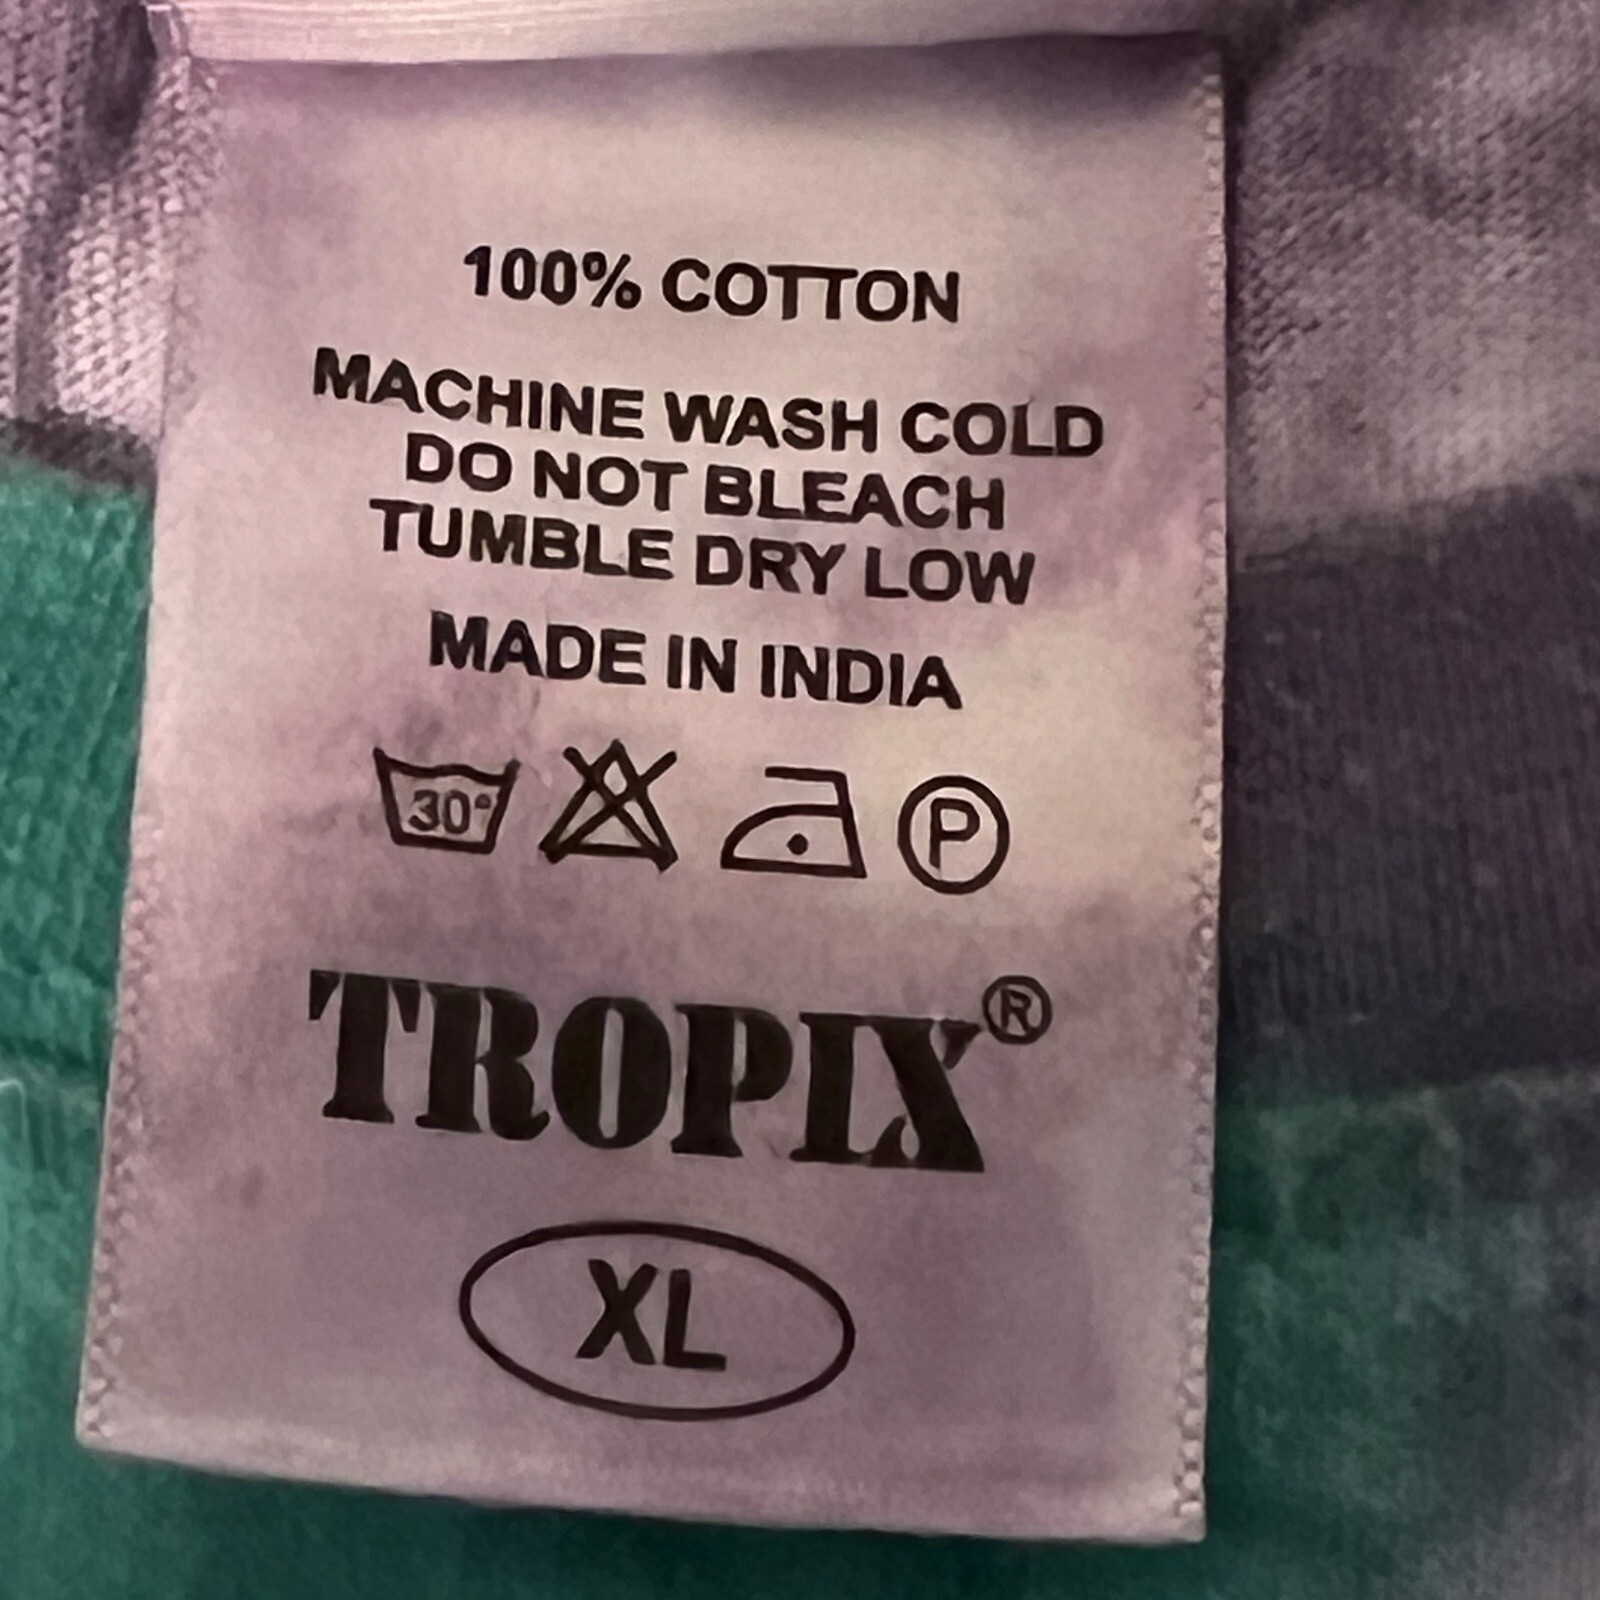 100% COTTON
MACHINE WASH COLD
DO NOT BLEACH
TUMBLE DRY LOW
MADE IN INDIA
30° P
TROPIX®
XL